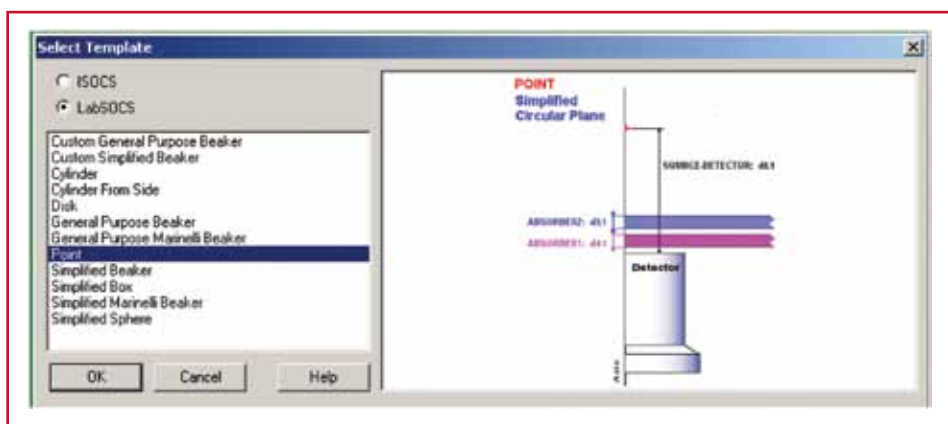 Select Template
ISOCS
LabSOCS
Custom General Purpose Beaker
Custom Simplified Beaker
Cylinder
Cylinder From Side
Disk
General Purpose Beaker
General Purpose Marinelli Beaker
Point
Simplified Beaker
Simplified Box
Simplified Marinelli Beaker
Simplified Sphere
OK
Cancel
Help
POINT
Simplified
Circular Plane
SOURCE-DETECTOR:
ABSORBER2:
ABSORBER1:
Detector
Axis